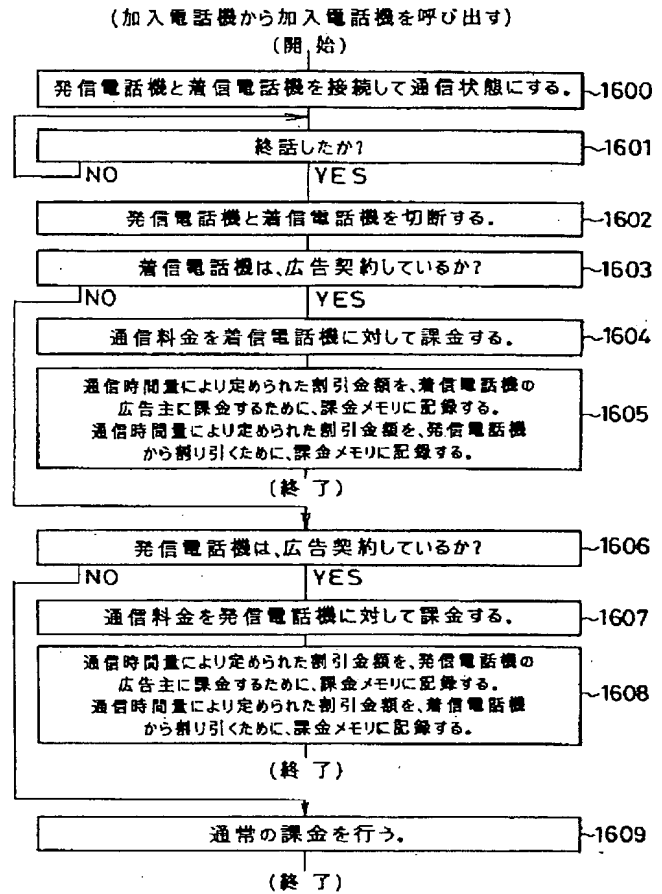 (加入電話機から加入電話機を呼び出す)
(開始)
発信電話機と着信電話機を接続して通信状態にする。 ~1600
終話したか? ~1601
NO YES
発信電話機と着信電話機を切断する。 ~1602
着信電話機は、広告契約しているか? ~1603
NO YES
通信料金を着信電話機に対して課金する。 ~1604
通信時間量により定められた割引金額を、着信電話機の
広告主に課金するために、課金メモリに記録する。
通信時間量により定められた割引金額を、発信電話機
から割り引くために、課金メモリに記録する。
~1605
(終了)
発信電話機は、広告契約しているか? ~1606
NO YES
通信料金を発信電話機に対して課金する。 ~1607
通信時間量により定められた割引金額を、発信電話機の
広告主に課金するために、課金メモリに記録する。
通信時間量により定められた割引金額を、着信電話機
から割り引くために、課金メモリに記録する。
~1608
(終了)
通常の課金を行う。 ~1609
(終了)